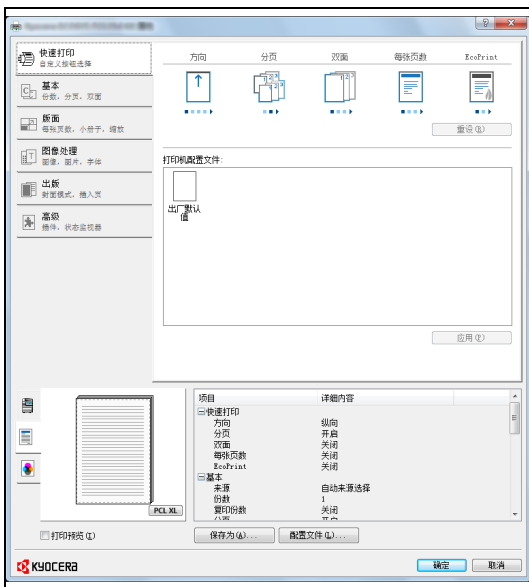 快速打印
自定义按钮选择
基本
份数, 分页, 双面
版面
每张页数, 小册子, 缩放
图像处理
图像, 图片, 字体
出版
封面模式, 插入页
高级
插件, 状态监视器
方向 分页 双面 每张页数 EcoPrint
重设(R)
打印机配置文件:
出厂默认
值
应用(P)
项目 详细内容
快速打印
方向 纵向
分页 开启
双面 关闭
每张页数 关闭
EcoPrint 关闭
基本
来源 自动来源选择
份数 1
复印份数 关闭
分页 开启
PCL XL
打印预览(I)
保存为(A)... 配置文件(L)...
KYOCERA
确定 取消